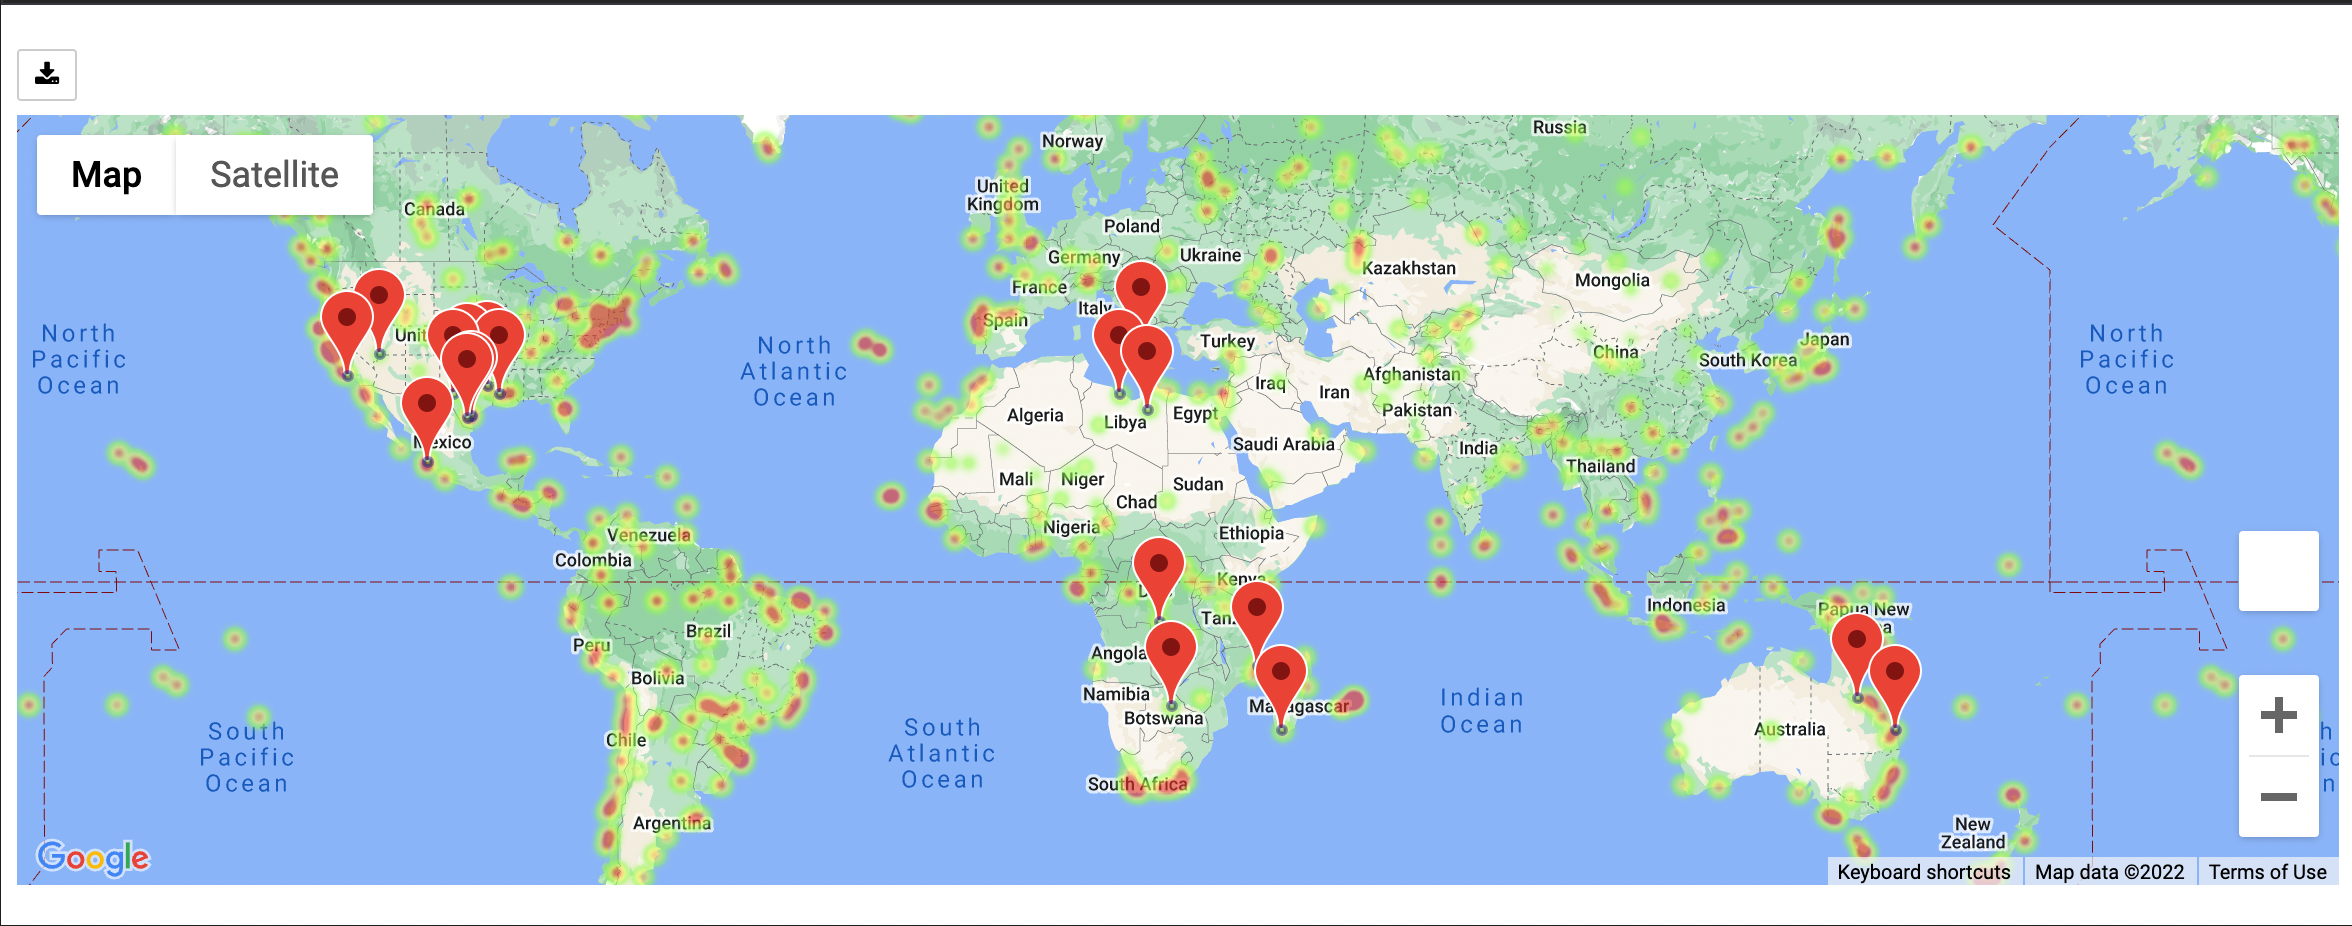 Map
Satellite
Russia
Norway
United
Kingdom
Canada
Poland
Ukraine
Germany
Kazakhstan
Mongolia
France
Italy
Spain
North
Pacific
Ocean
North
Atlantic
Ocean
Turkey
China
South Korea
Japan
North
Pacific
Ocean
Iraq
Iran
Afghanistan
Pakistan
Algeria
Libya
Egypt
Saudi Arabia
Mexico
India
Thailand
Mali
Niger
Chad
Sudan
Nigeria
Ethiopia
Venezuela
Colombia
Kenya
Indonesia
Papua New
Brazil
Peru
Bolivia
Angola
Namibia
Botswana
Madagascar
Indian
Ocean
Australia
South
Pacific
Ocean
South
Atlantic
Ocean
Chile
South Africa
Argentina
New
Zealand
Google
Keyboard shortcuts
Map data ©2022
Terms of Use